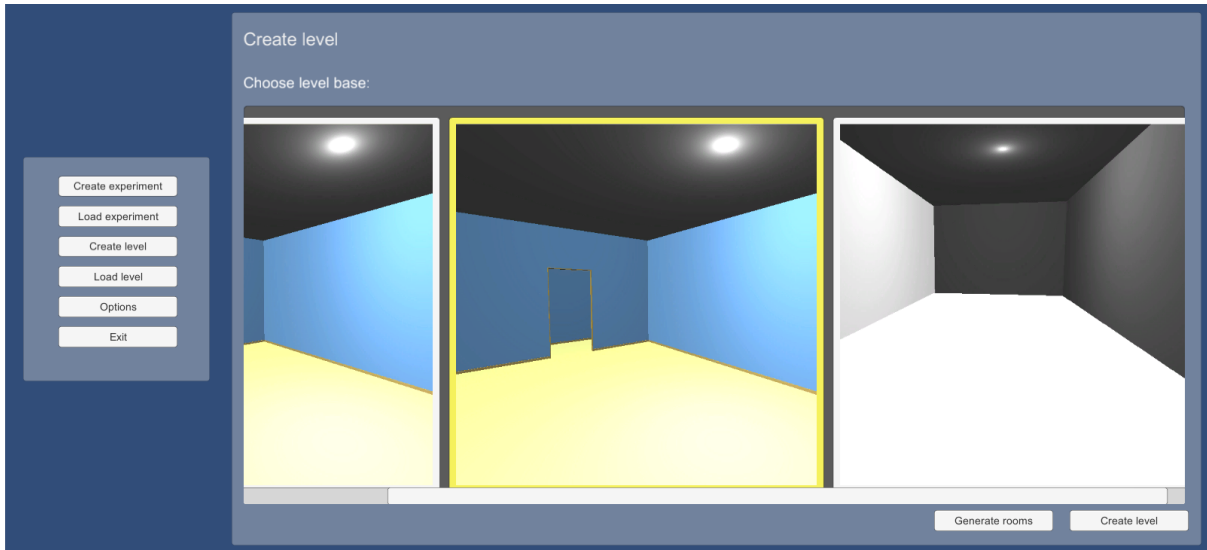 Create level
Choose level base:
Create experiment
Load experiment
Create level
Load level
Options
Exit
Generate rooms
Create level